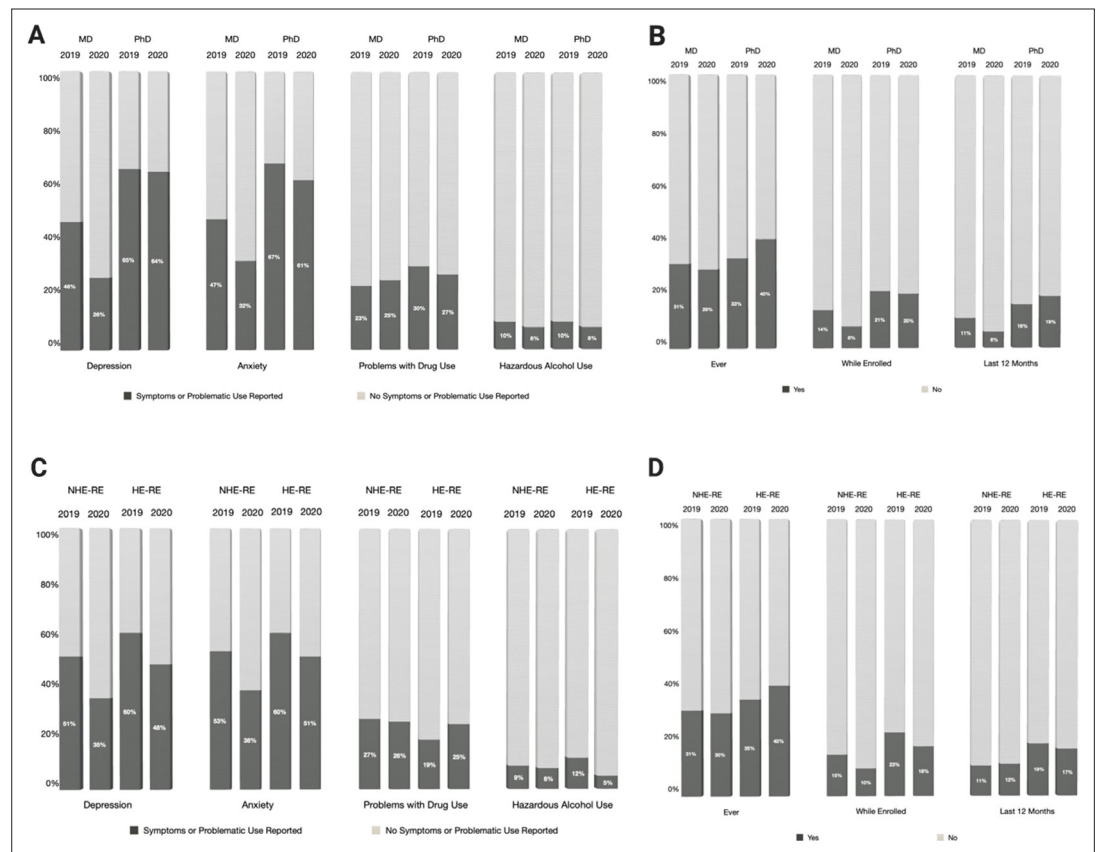 A
MD PhD MD PhD MD PhD MD PhD
2019 2020 2019 2020 2019 2020 2019 2020 2019 2020 2019 2020 2019 2020 2019 2020
100%
80%
60%
40%
20%
0%
46% 26% 65% 64% 47% 32% 67% 61% 23% 25% 30% 27% 10% 8% 10% 8%
Depression Anxiety Problems with Drug Use Hazardous Alcohol Use
Symptoms or Problematic Use Reported No Symptoms or Problematic Use Reported
B
MD PhD MD PhD MD PhD
2019 2020 2019 2020 2019 2020 2019 2020 2019 2020 2019 2020
100%
80%
60%
40%
20%
0%
31% 29% 33% 40% 14% 8% 21% 20% 11% 6% 16% 19%
Ever While Enrolled Last 12 Months
Yes No
C
NHE-RE HE-RE NHE-RE HE-RE NHE-RE HE-RE NHE-RE HE-RE
2019 2020 2019 2020 2019 2020 2019 2020 2019 2020 2019 2020 2019 2020 2019 2020
100%
80%
60%
40%
20%
0%
51% 35% 60% 48% 53% 38% 60% 51% 27% 26% 19% 25% 9% 8% 12% 5%
Depression Anxiety Problems with Drug Use Hazardous Alcohol Use
Symptoms or Problematic Use Reported No Symptoms or Problematic Use Reported
D
NHE-RE HE-RE NHE-RE HE-RE NHE-RE HE-RE
2019 2020 2019 2020 2019 2020 2019 2020 2019 2020 2019 2020
100%
80%
60%
40%
20%
0%
31% 30% 35% 40% 15% 10% 23% 18% 11% 12% 19% 17%
Ever While Enrolled Last 12 Months
Yes No